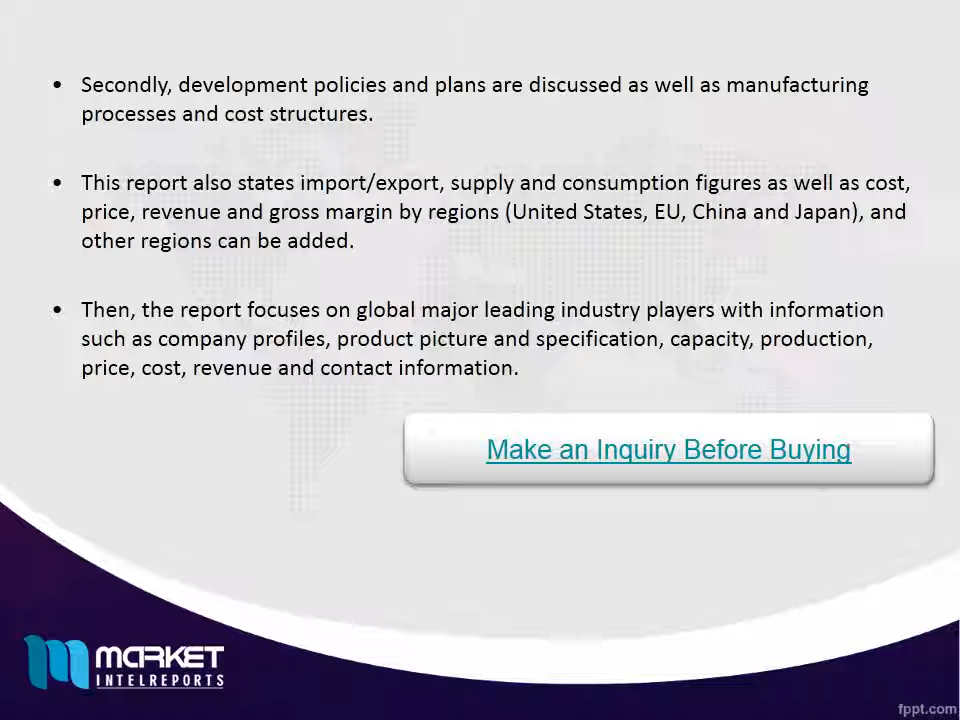 • Secondly, development policies and plans are discussed as well as manufacturing
processes and cost structures.
• This report also states import/export, supply and consumption figures as well as cost,
price, revenue and gross margin by regions (United States, EU, China and Japan), and
other regions can be added.
• Then, the report focuses on global major leading industry players with information
such as company profiles, product picture and specification, capacity, production,
price, cost, revenue and contact information.
Make an Inquiry Before Buying
MARKET
INTELREPORTS
fppt.com